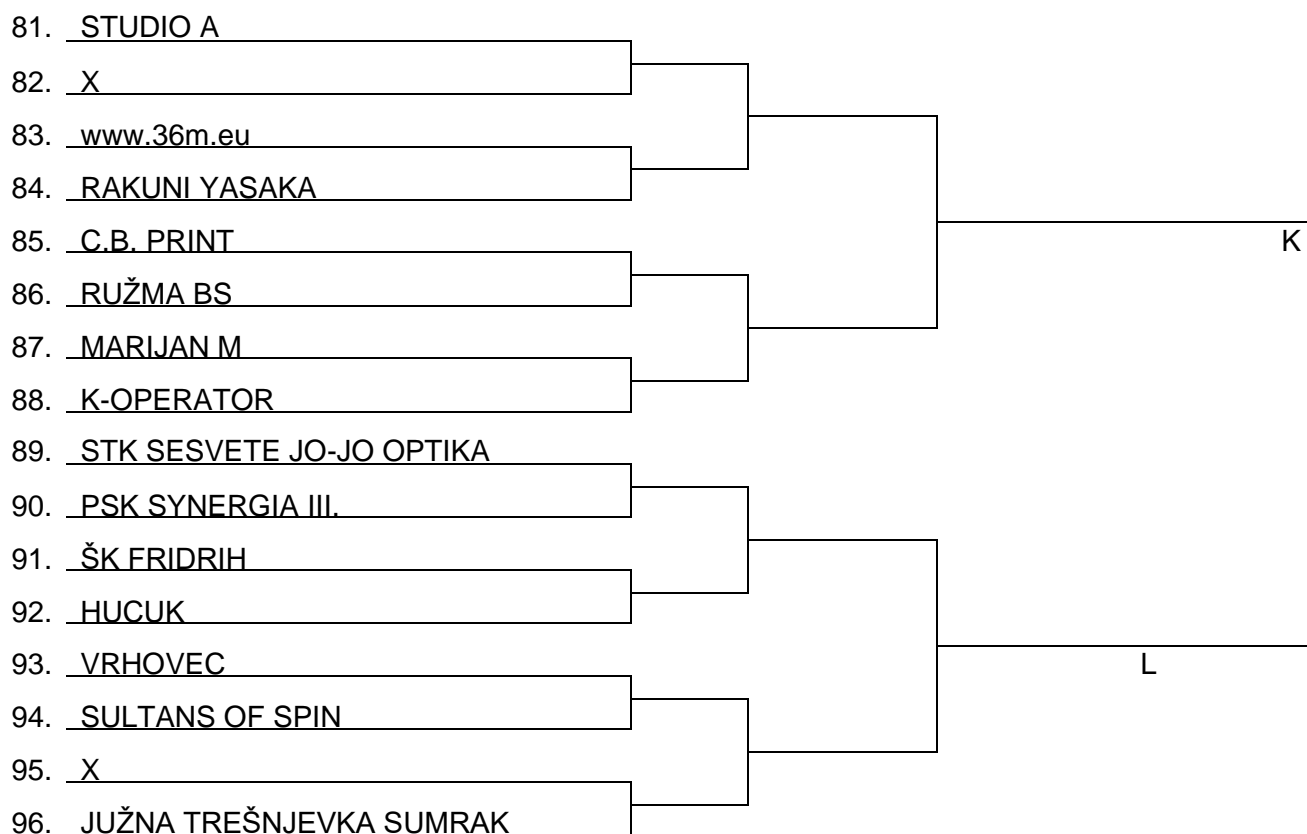 81. STUDIO A
82. X
83. www.36m.eu
84. RAKUNI YASAKA
K
85. C.B. PRINT
86. RUŽMA BS
87. MARIJAN M
88. K-OPERATOR
89. STK SESVETE JO-JO OPTIKA
90. PSK SYNERGIA III.
91. ŠK FRIDRIH
92. HUCUK
93. VRHOVEC
L
94. SULTANS OF SPIN
95. X
96. JUŽNA TREŠNJEVKA SUMRAK